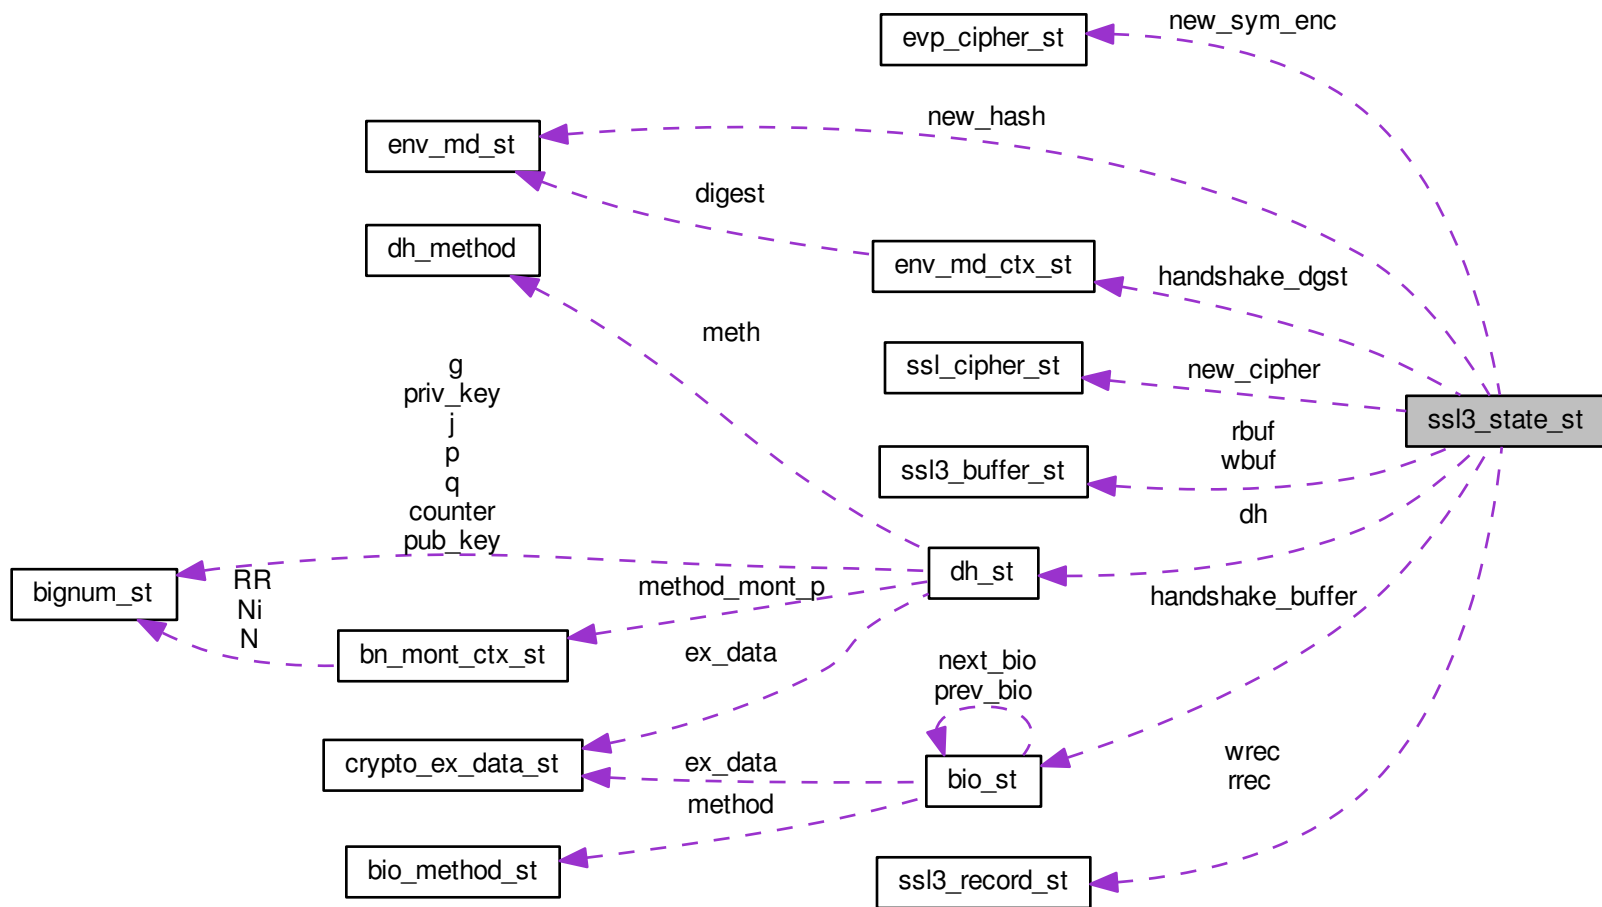 new_sym_enc
evp_cipher_st
new_hash
env_md_st
digest
dh_method
env_md_ctx_st
handshake_dgst
meth
ssl_cipher_st
new_cipher
g
priv_key
j
p
q
counter
pub_key
ssl3_state_st
rbuf
wbuf
ssl3_buffer_st
dh
dh_st
bignum_st
RR
Ni
N
method_mont_p
handshake_buffer
bn_mont_ctx_st
ex_data
next_bio
prev_bio
crypto_ex_data_st
ex_data
bio_st
wrec
rrec
method
bio_method_st
ssl3_record_st